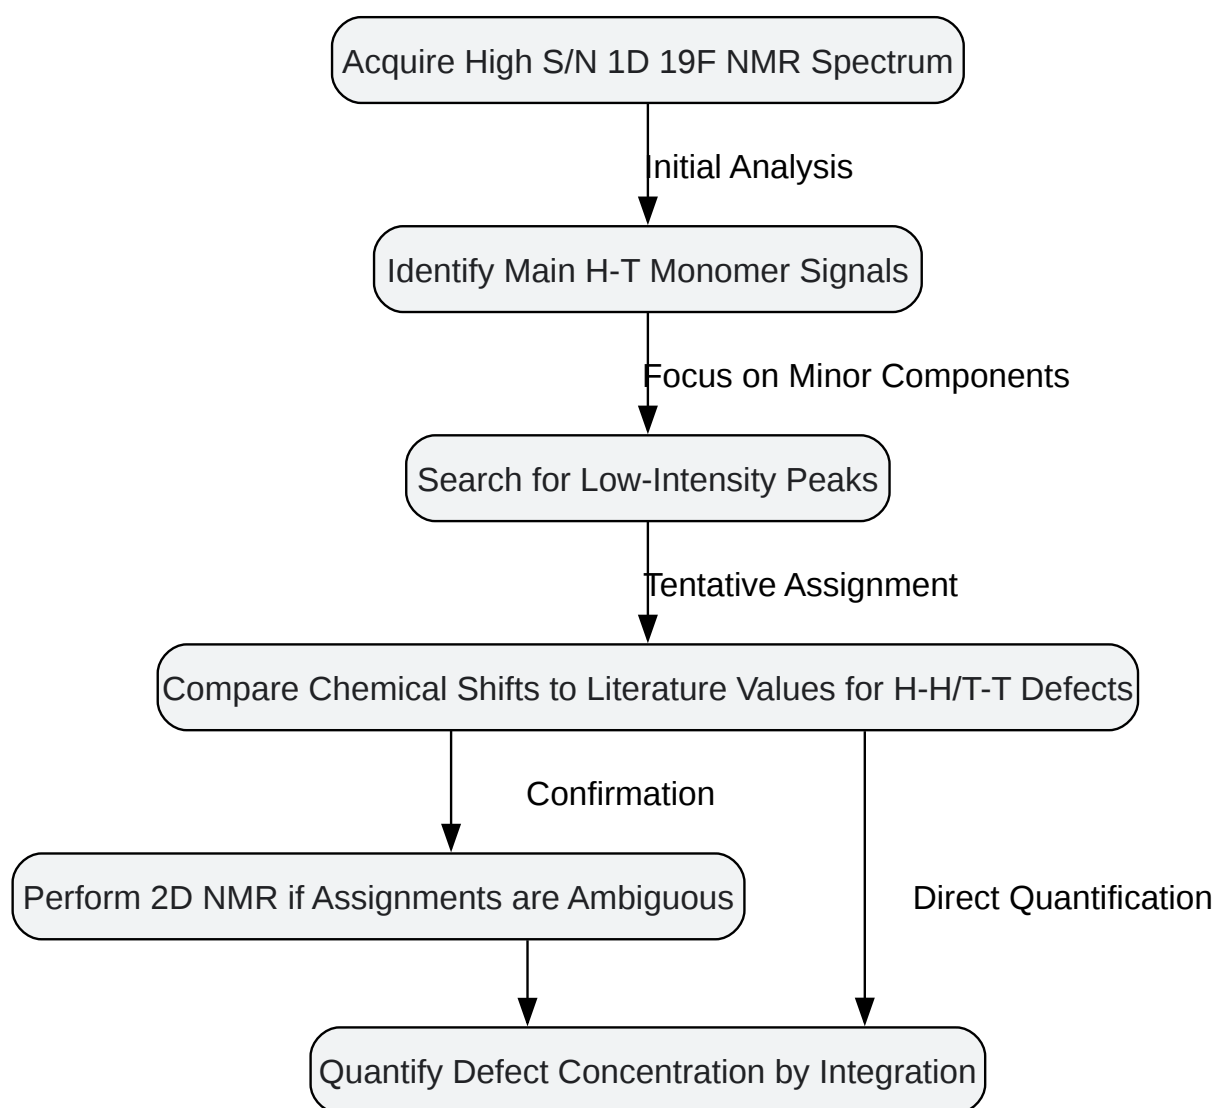 Acquire High S/N 1D 19F NMR Spectrum
Initial Analysis
Identify Main H-T Monomer Signals
Focus on Minor Components
Search for Low-Intensity Peaks
Tentative Assignment
Compare Chemical Shifts to Literature Values for H-H/T-T Defects
Confirmation
Perform 2D NMR if Assignments are Ambiguous
Direct Quantification
Quantify Defect Concentration by Integration